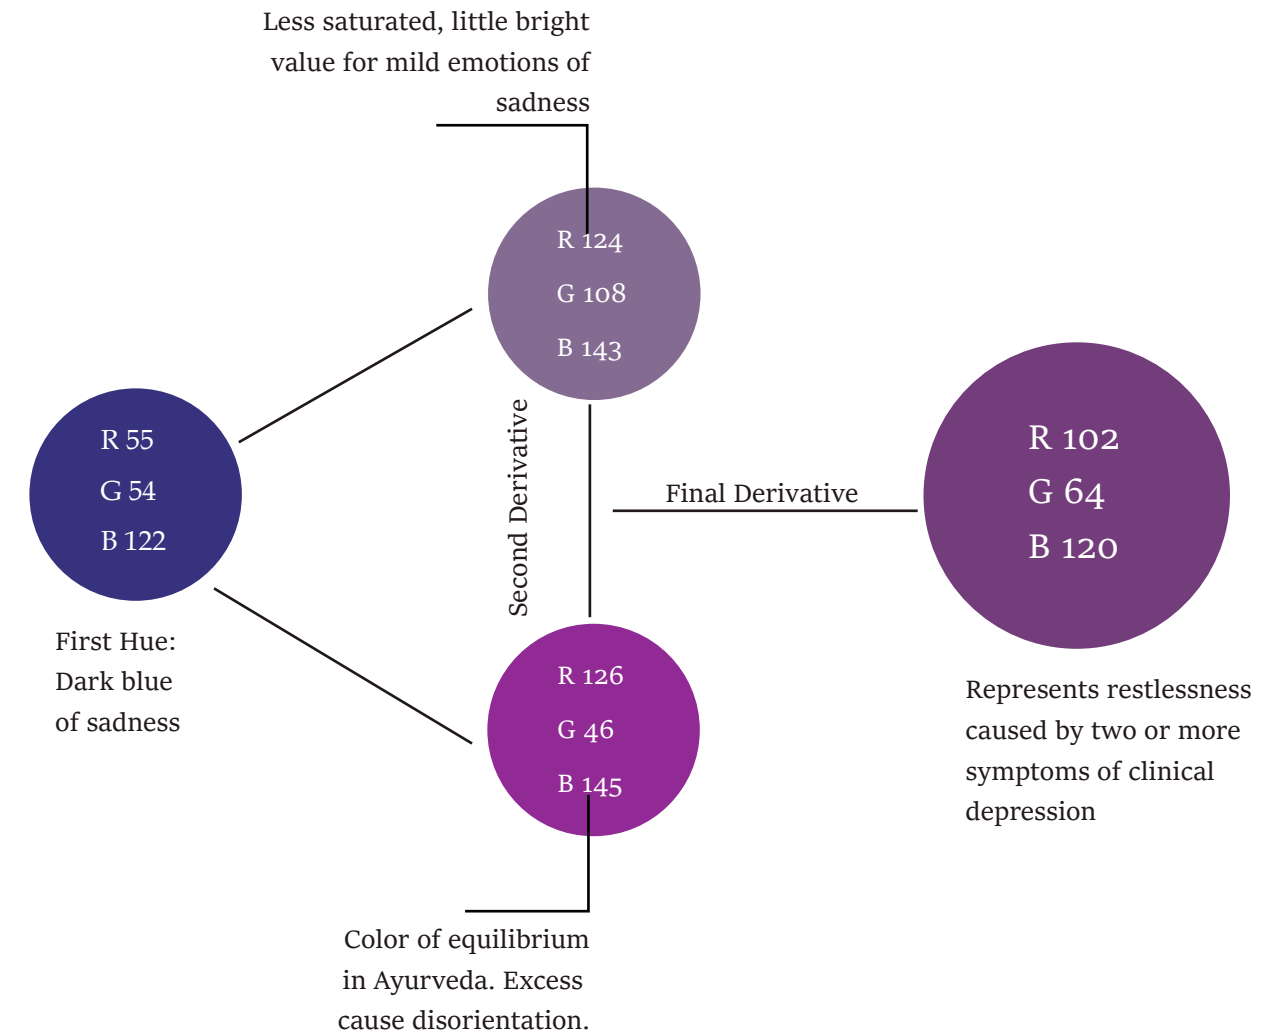 Less saturated, little bright
value for mild emotions of
sadness
R 124
G 108
B 143
R 55
G 54
B 122
First Hue:
Dark blue
of sadness
Second Derivative
Final Derivative
R 102
G 64
B 120
Represents restlessness
caused by two or more
symptoms of clinical
depression
R 126
G 46
B 145
Color of equilibrium
in Ayurveda. Excess
cause disorientation.